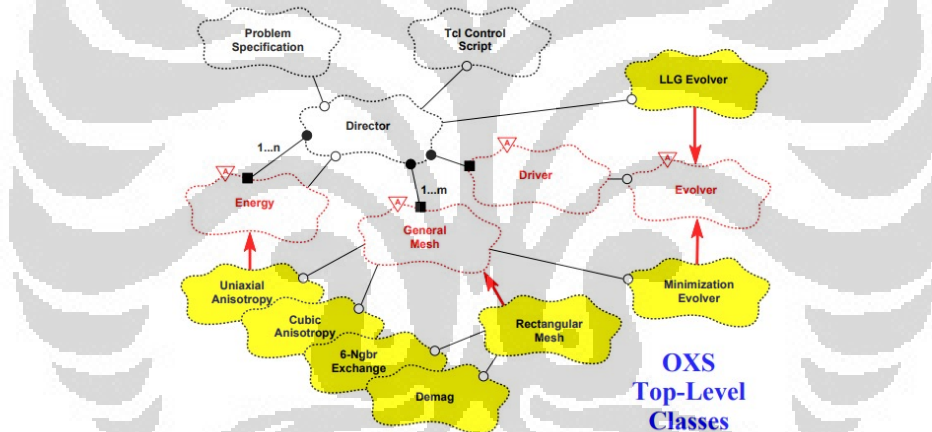 Problem
Specification
Tcl Control
Script
LLG Evolver
Director
1...n
A
Driver
A
Evolver
A
Energy
1...m
A
General
Mesh
Uniaxial
Anisotropy
Minimization
Evolver
Cubic
Anisotropy
Rectangular
Mesh
6-Ngbr
Exchange
Demag
OXS
Top-Level
Classes